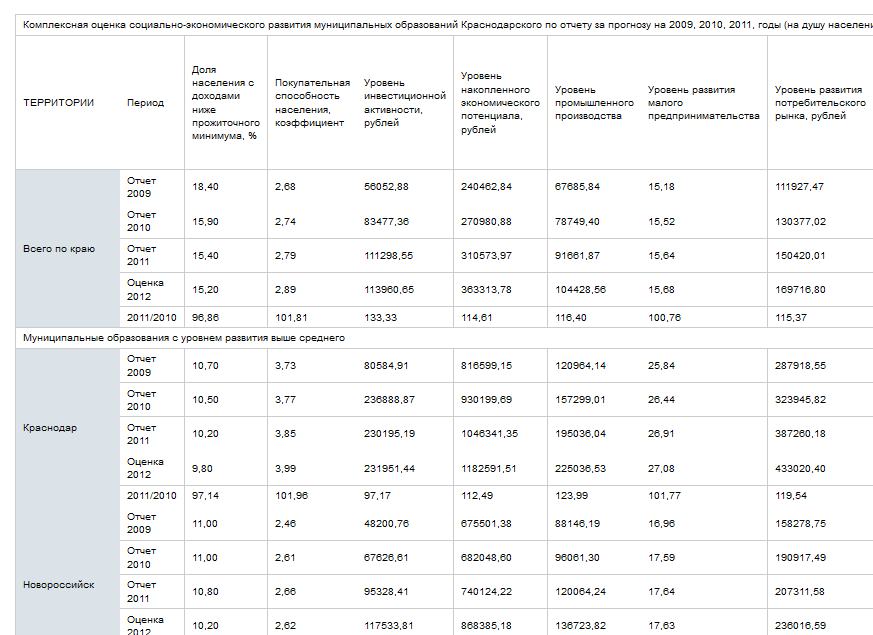 Комплексная оценка социально-экономического развития муниципальных образований Краснодарского по отчету за прогнозу на 2009, 2010, 2011, годы (на душу населени
ТЕРРИТОРИИ
Период
Доля
населения с
доходами
ниже
прожиточного
минимума, %
Покупательная
способность
населения,
коэффициент
Уровень
инвестиционной
активности,
рублей
Уровень
накопленного
экономического
потенциала,
рублей
Уровень
промышленного
производства
Уровень развития
малого
предпринимательства
Уровень развития
потребительского
рынка, рублей
Всего по краю
Отчет
2009
18,40 2,68 56052,88 240462,84 67685,84 15,18 111927,47
Отчет
2010
15,90 2,74 83477,36 270980,88 78749,40 15,52 130377,02
Отчет
2011
15,40 2,79 111298,55 310573,97 91661,87 15,64 150420,01
Оценка
2012
15,20 2,89 113960,65 363313,78 104428,56 15,68 169716,80
2011/2010 96,86 101,81 133,33 114,61 116,40 100,76 115,37
Муниципальные образования с уровнем развития выше среднего
Краснодар
Отчет
2009
10,70 3,73 80584,91 816599,15 120964,14 25,84 287918,55
Отчет
2010
10,50 3,77 236888,87 930199,69 157299,01 26,44 323945,82
Отчет
2011
10,20 3,85 230195,19 1046341,35 195036,04 26,91 387260,18
Оценка
2012
9,80 3,99 231951,44 1182591,51 225036,53 27,08 433020,40
2011/2010 97,14 101,96 97,17 112,49 123,99 101,77 119,54
Новороссийск
Отчет
2009
11,00 2,46 48200,76 675501,38 88146,19 16,96 158278,75
Отчет
2010
11,00 2,61 67626,61 682048,60 96061,30 17,59 190917,49
Отчет
2011
10,80 2,66 95328,41 740124,22 120064,24 17,64 207311,58
Оценка
2012
10,20 2,62 117533,81 868385,18 136723,82 17,63 236016,59